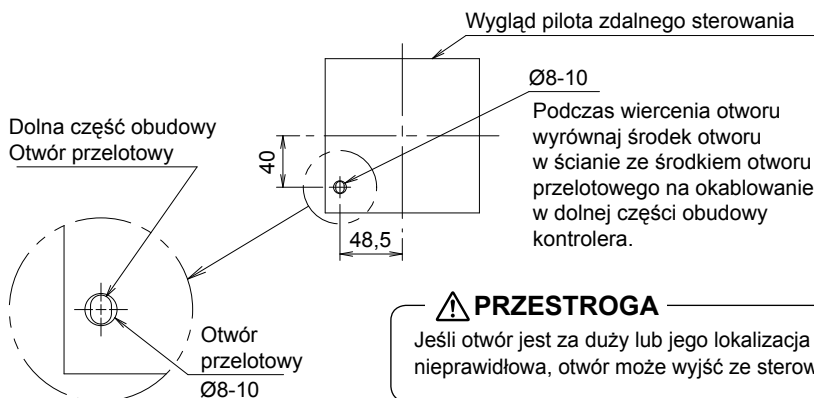 Wygląd pilota zdalnego sterowania
Ø8-10
Podczas wiercenia otworu
wyrównaj środek otworu
w ścianie ze środkiem otworu
przelotowego na okablowanie
w dolnej części obudowy
kontrolera.
Dolna część obudowy
Otwór przelotowy
40
48,5
Otwór
przelotowy
Ø8-10
PRZESTROGA
Jeśli otwór jest za duży lub jego lokalizacja
nieprawidłowa, otwór może wyjść ze sterow